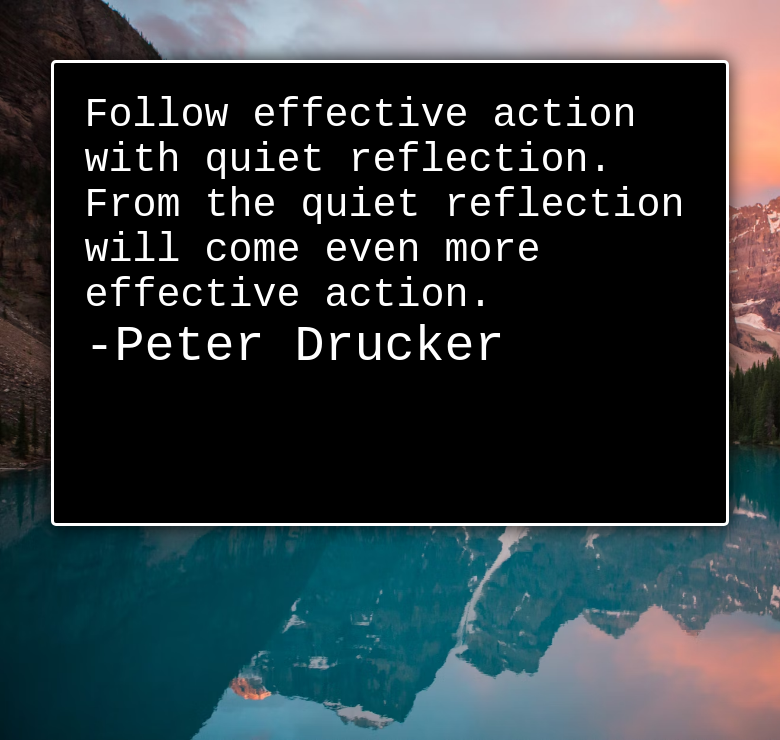 Follow effective action
with quiet reflection.
From the quiet reflection
will come even more
effective action.
-Peter Drucker